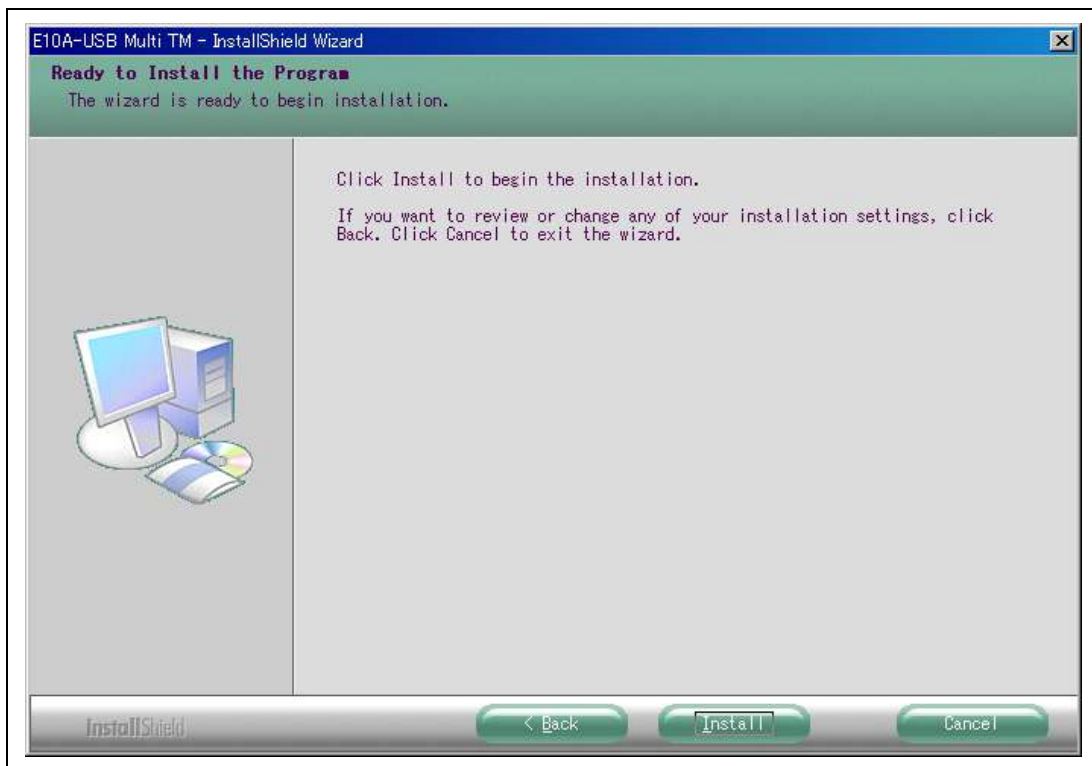 E10A-USB Multi TM - InstallShield Wizard
Ready to Install the Program
The wizard is ready to begin installation.
Click Install to begin the installation.
If you want to review or change any of your installation settings, click
Back. Click Cancel to exit the wizard.
InstallShield
< Back Install Cancel